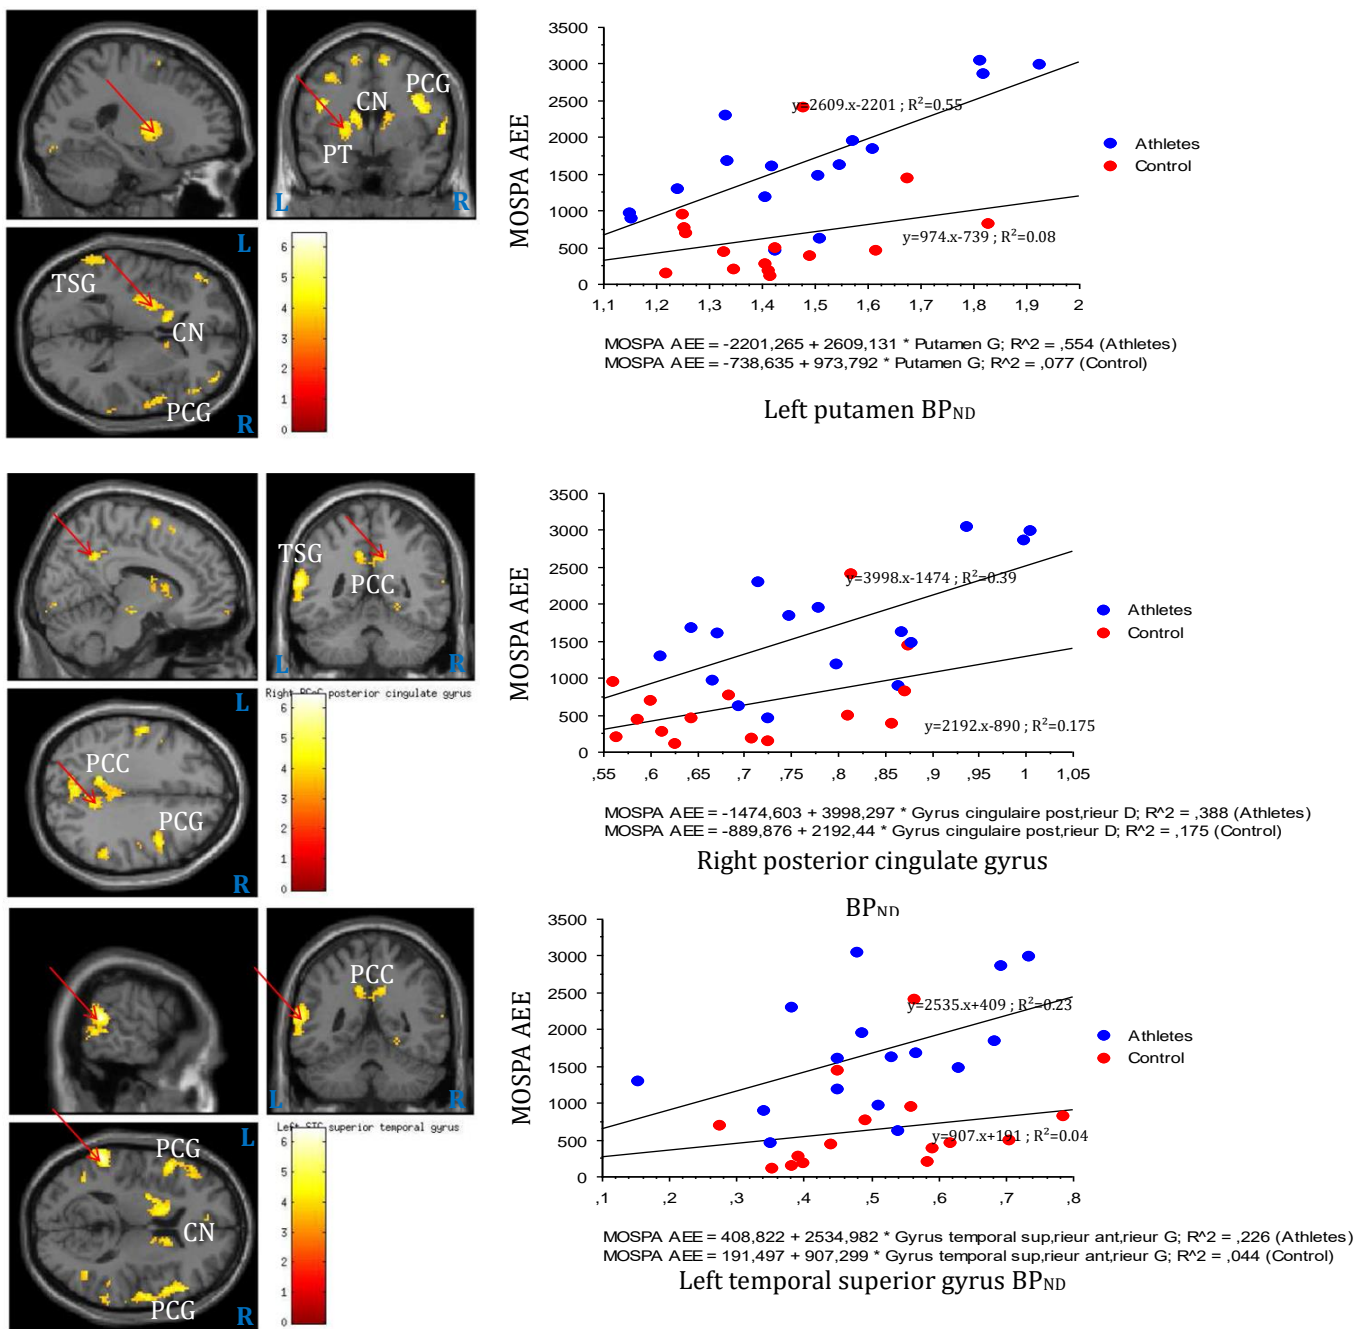 PCG
CN
PT
L
R
L
TSG
CN
PCG
R
6
5
4
3
2
1
0
MOSPA AEE
3500
3000
2500
2000
1500
1000
500
0
y=2609.x-2201 ; R²=0.55
y=974.x-739 ; R²=0.08
Athletes
Control
1,1 1,2 1,3 1,4 1,5 1,6 1,7 1,8 1,9 2
MOSPA AEE = -2201,265 + 2609,131 * Putamen G; R^2 = ,554 (Athletes)
MOSPA AEE = -738,635 + 973,792 * Putamen G; R^2 = ,077 (Control)
Left putamen BPND
TSG
PCC
L
R
L
Right PCoC posterior cingulate gyrus
PCC
PCG
R
6
5
4
3
2
1
0
MOSPA AEE
3500
3000
2500
2000
1500
1000
500
0
y=3998.x-1474 ; R²=0.39
y=2192.x-890 ; R²=0.175
Athletes
Control
,55 ,6 ,65 ,7 ,75 ,8 ,85 ,9 ,95 1 1,05
MOSPA AEE = -1474,603 + 3998,297 * Gyrus cingulaire post,rieur D; R^2 = ,388 (Athletes)
MOSPA AEE = -889,876 + 2192,44 * Gyrus cingulaire post,rieur D; R^2 = ,175 (Control)
Right posterior cingulate gyrus
BPND
PCC
L
R
L
Left STG superior temporal gyrus
PCG
CN
PCG
R
6
5
4
3
2
1
0
MOSPA AEE
3500
3000
2500
2000
1500
1000
500
0
y=2535.x+409 ; R²=0.23
y=907.x+191 ; R²=0.04
Athletes
Control
,1 ,2 ,3 ,4 ,5 ,6 ,7 ,8
MOSPA AEE = 408,822 + 2534,982 * Gyrus temporal sup,rieur ant,rieur G; R^2 = ,226 (Athletes)
MOSPA AEE = 191,497 + 907,299 * Gyrus temporal sup,rieur ant,rieur G; R^2 = ,044 (Control)
Left temporal superior gyrus BPND